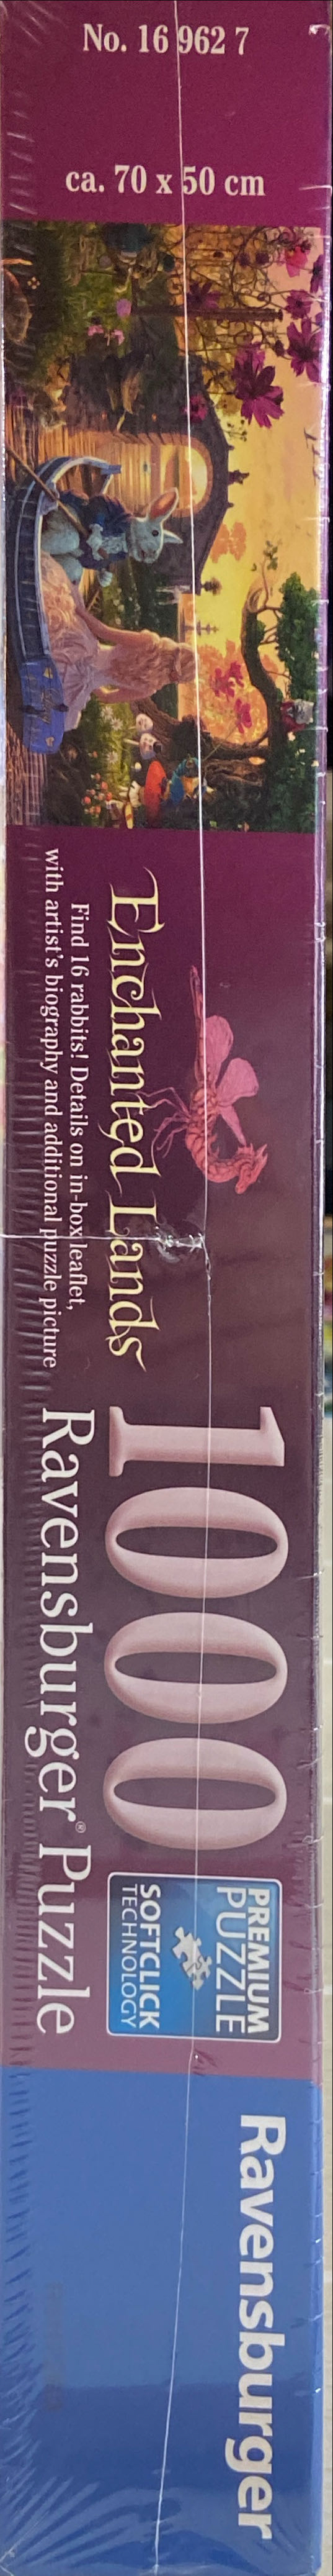 No. 16 962 7
ca. 70 x 50 cm
Enchanted Lands
Find 16 rabbits! Details on in-box leaflet,
with artist's biography and additional puzzle picture
1000
Ravensburger® Puzzle
PREMIUM
PUZZLE
SOFTCLICK
TECHNOLOGY
Ravensburger